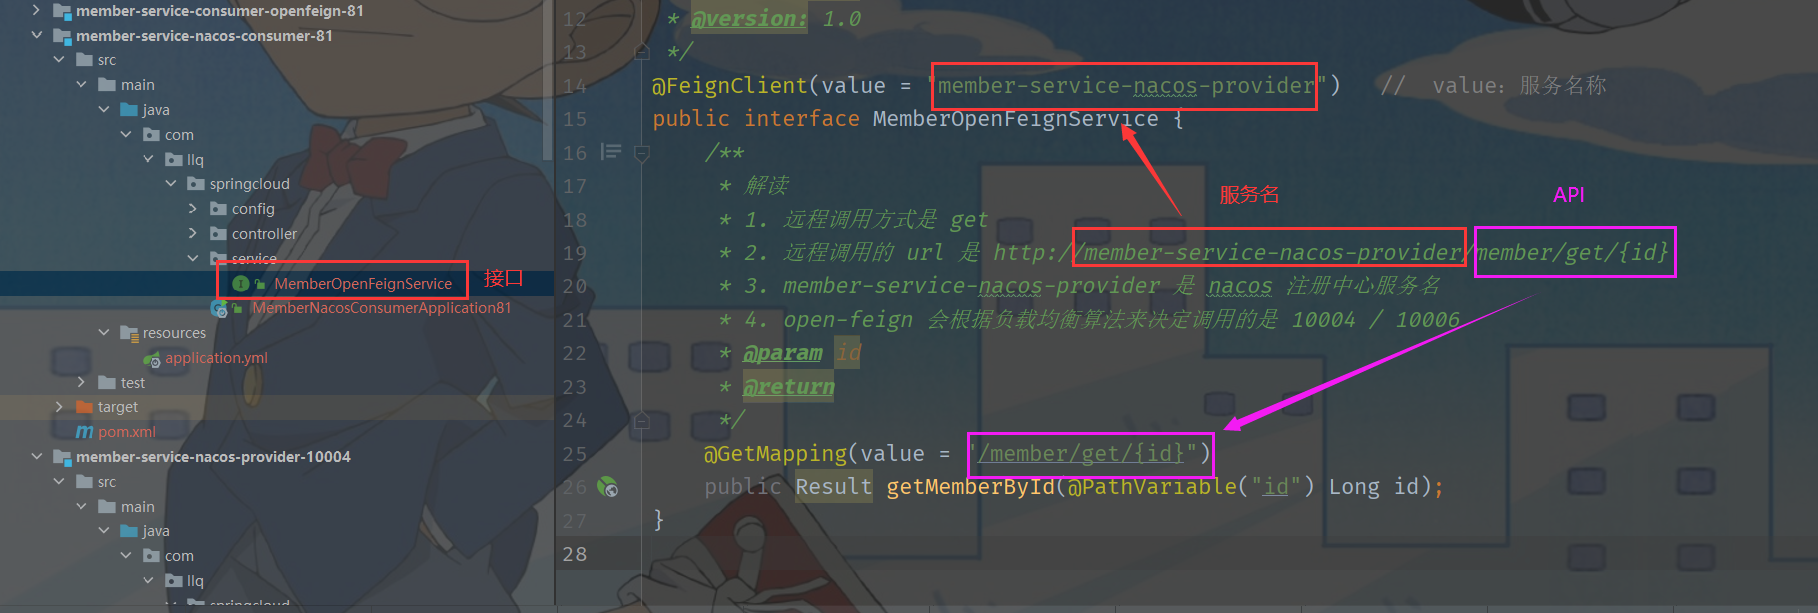 member-service-consumer-openfeign-81
member-service-nacos-consumer-81
src
main
java
com
llq
springcloud
config
controller
service
MemberOpenFeignService
接口
MemberNacosConsumerApplication81
resources
application.yml
test
target
pom.xml
member-service-nacos-provider-10004
src
main
java
com
llq
springcloud
12 * @version: 1.0
13 */
14 @FeignClient(value = "member-service-nacos-provider") // value：服务名称
15 public interface MemberOpenFeignService {
16 /**
17 * 解读
服务名
API
18 * 1. 远程调用方式是 get
19 * 2. 远程调用的 url 是 http://member-service-nacos-provider/member/get/{id}
20 * 3. member-service-nacos-provider 是 nacos 注册中心服务名
21 * 4. open-feign 会根据负载均衡算法来决定调用的是 10004 / 10006
22 * @param id
23 * @return
24 */
25 @GetMapping(value = "/member/get/{id}")
26 public Result getMemberById(@PathVariable("id") Long id);
27 }
28